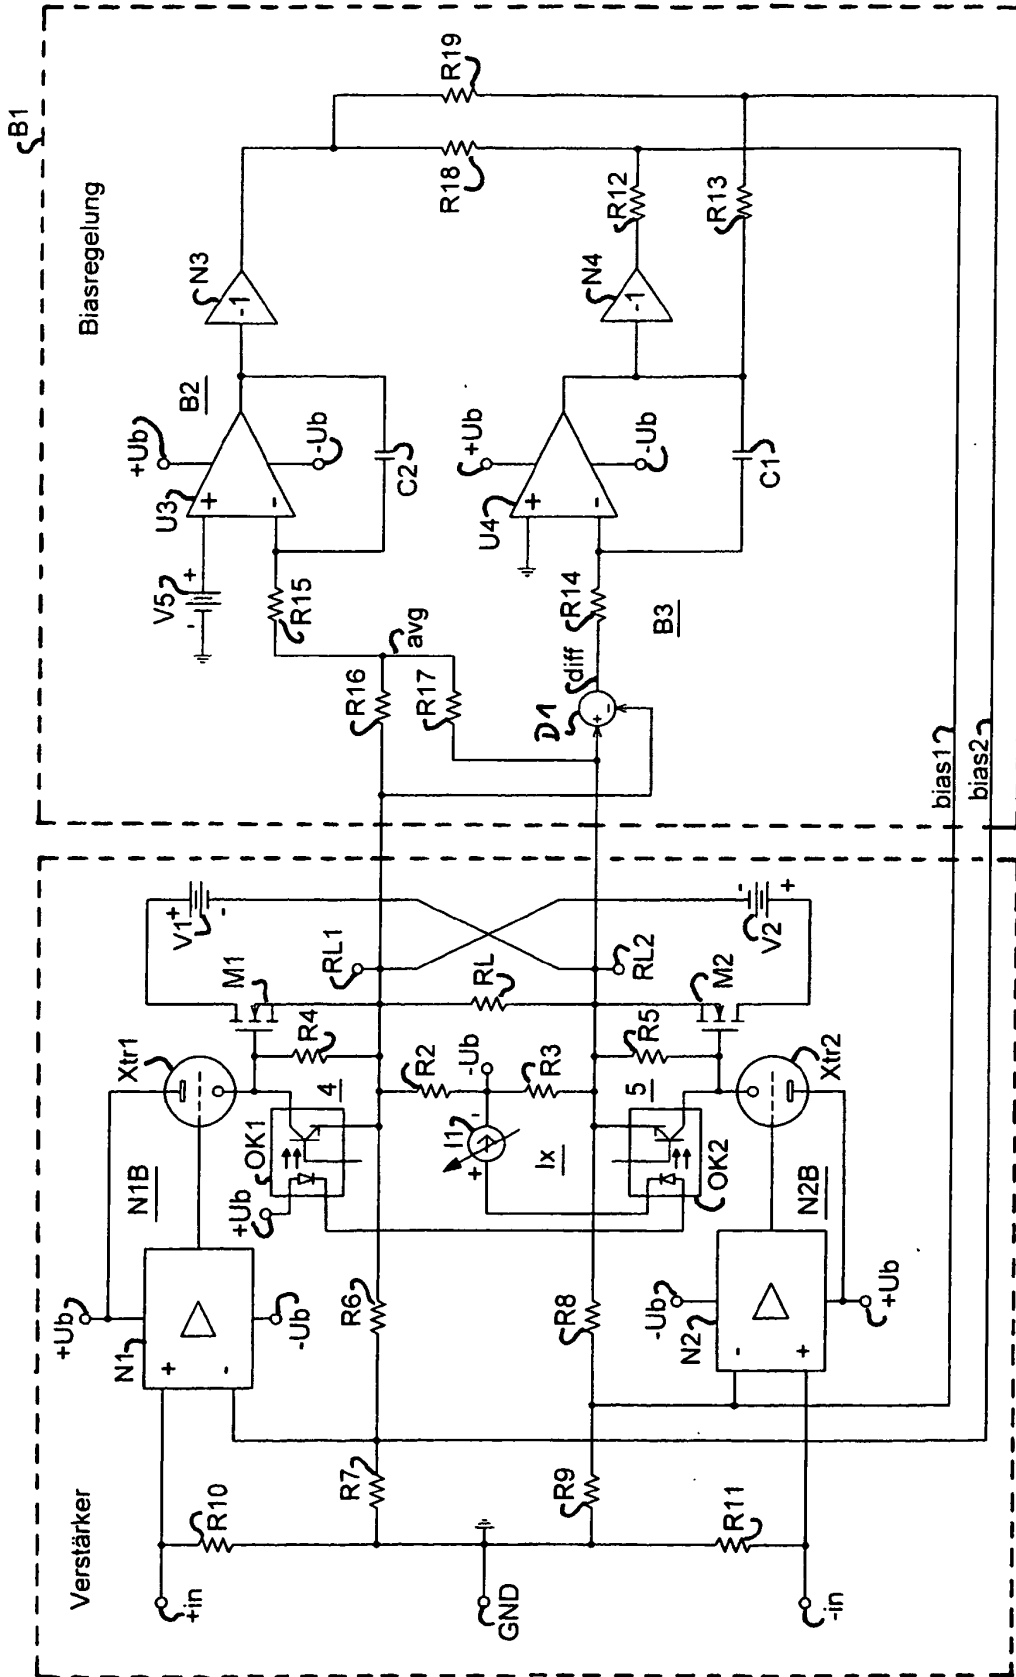 B1
Biasregelung
R19
R18
N3
-1
B2
+Ub
U3
+
-
-Ub
C2
V5
+
-
R15
avg
R16
R17
R12
R13
N4
-1
+Ub
U4
+
-
-Ub
C1
R14
B3
diff
D1
+
-
bias1
bias2
Verstärker
V1
+
-
RL1
M1
RL
RL2
M2
V2
-
+
Xtr1
R4
4
R2
-Ub
R3
5
R5
Xtr2
N1B
OK1
+Ub
I1
-
+
Ix
OK2
N2B
+Ub
N1
+
-
-Ub
R6
R8
-Ub
N2
-
+
+Ub
R7
R9
R10
R11
+in
GND
-in